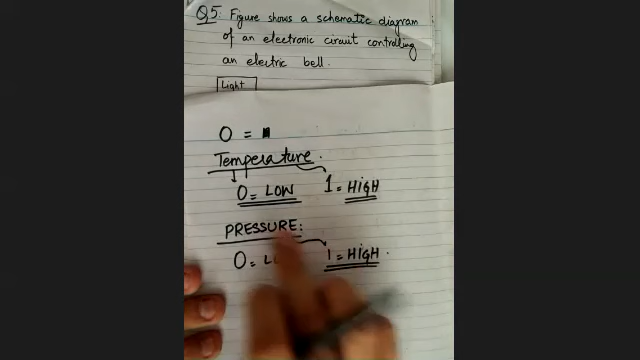 Q5: Figure shows a schematic diagram
of an electronic circuit controlling
an electric bell.
Light
0 =
Temperature.
0 = LOW 1 = HIGH
PRESSURE:
0 = 1 = HIGH.